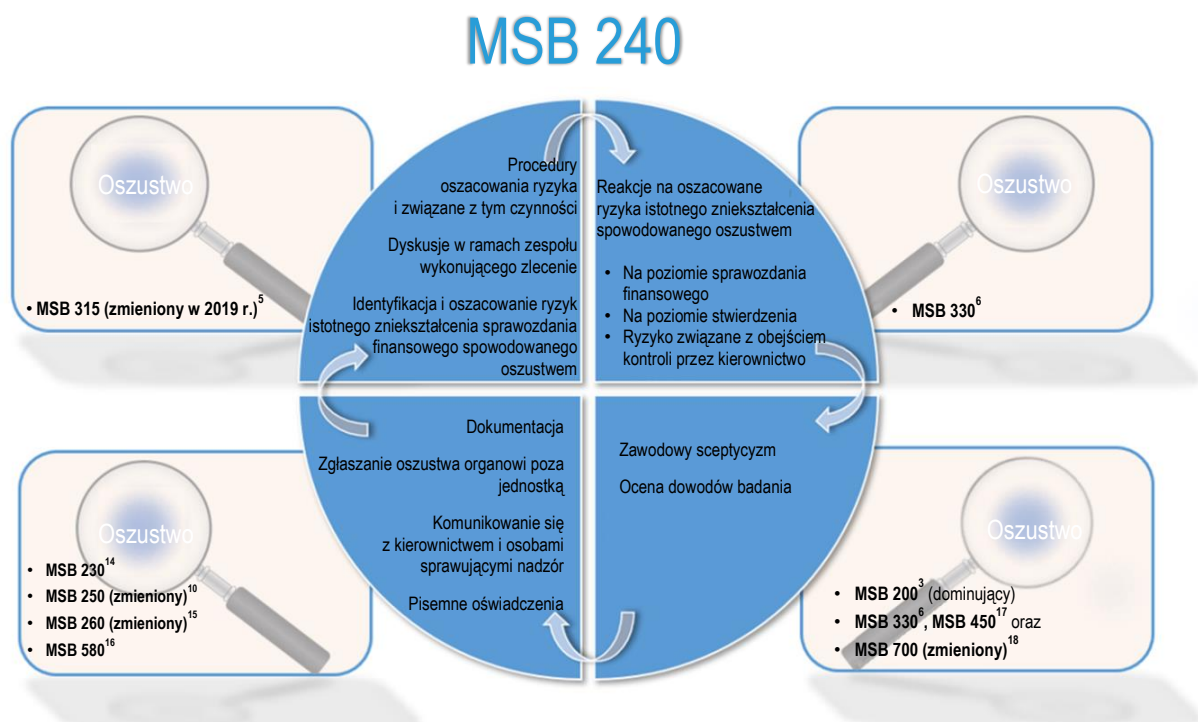 MSB 240
Oszustwo
• MSB 315 (zmieniony w 2019 r.)⁵
Procedury
oszacowania ryzyka
i związane z tym czynności
Dyskusje w ramach zespołu
wykonującego zlecenie
Identyfikacja i oszacowanie ryzyk
istotnego zniekształcenia sprawozdania
finansowego spowodowanego
oszustwem
Reakcje na oszacowane
ryzyka istotnego zniekształcenia
spowodowanego oszustwem
• Na poziomie sprawozdania
finansowego
• Na poziomie stwierdzenia
• Ryzyko związane z obejściem
kontroli przez kierownictwo
Oszustwo
• MSB 330⁶
Oszustwo
• MSB 230¹⁴
• MSB 250 (zmieniony)¹⁰
• MSB 260 (zmieniony)¹⁵
• MSB 580¹⁶
Dokumentacja
Zgłaszanie oszustwa organowi poza
jednostką
Komunikowanie się
z kierownictwem i osobami
sprawującymi nadzór
Pisemne oświadczenia
Zawodowy sceptycyzm
Ocena dowodów badania
Oszustwo
• MSB 200³ (dominujący)
• MSB 330⁶, MSB 450¹⁷ oraz
• MSB 700 (zmieniony)¹⁸